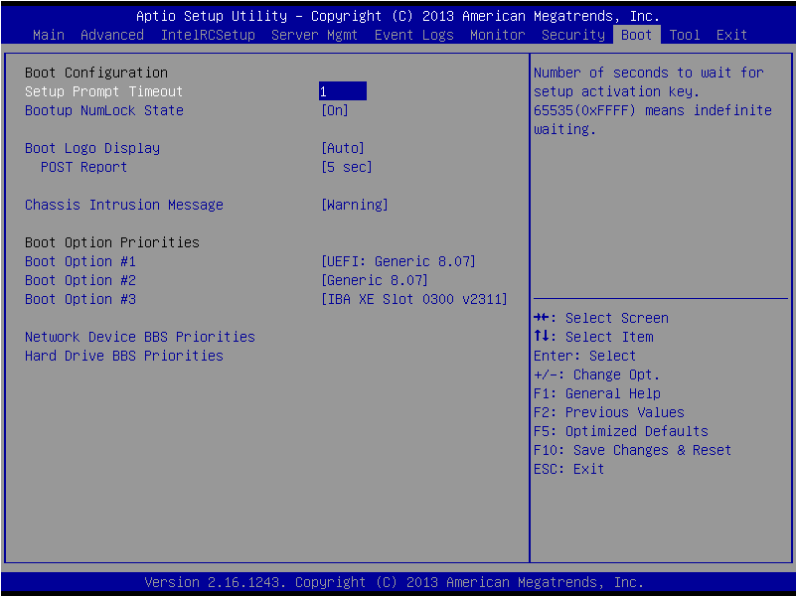 Aptio Setup Utility – Copyright (C) 2013 American Megatrends, Inc.
Main Advanced IntelRCSetup Server Mgmt Event Logs Monitor Security Boot Tool Exit
Boot Configuration
Setup Prompt Timeout 1
Bootup NumLock State [On]
Boot Logo Display [Auto]
POST Report [5 sec]
Chassis Intrusion Message [Warning]
Boot Option Priorities
Boot Option #1 [UEFI: Generic 8.07]
Boot Option #2 [Generic 8.07]
Boot Option #3 [IBA XE Slot 0300 v2311]
Network Device BBS Priorities
Hard Drive BBS Priorities
Number of seconds to wait for
setup activation key.
65535(0xFFFF) means indefinite
waiting.
→←: Select Screen
↑↓: Select Item
Enter: Select
+/-: Change Opt.
F1: General Help
F2: Previous Values
F5: Optimized Defaults
F10: Save Changes & Reset
ESC: Exit
Version 2.16.1243. Copyright (C) 2013 American Megatrends, Inc.